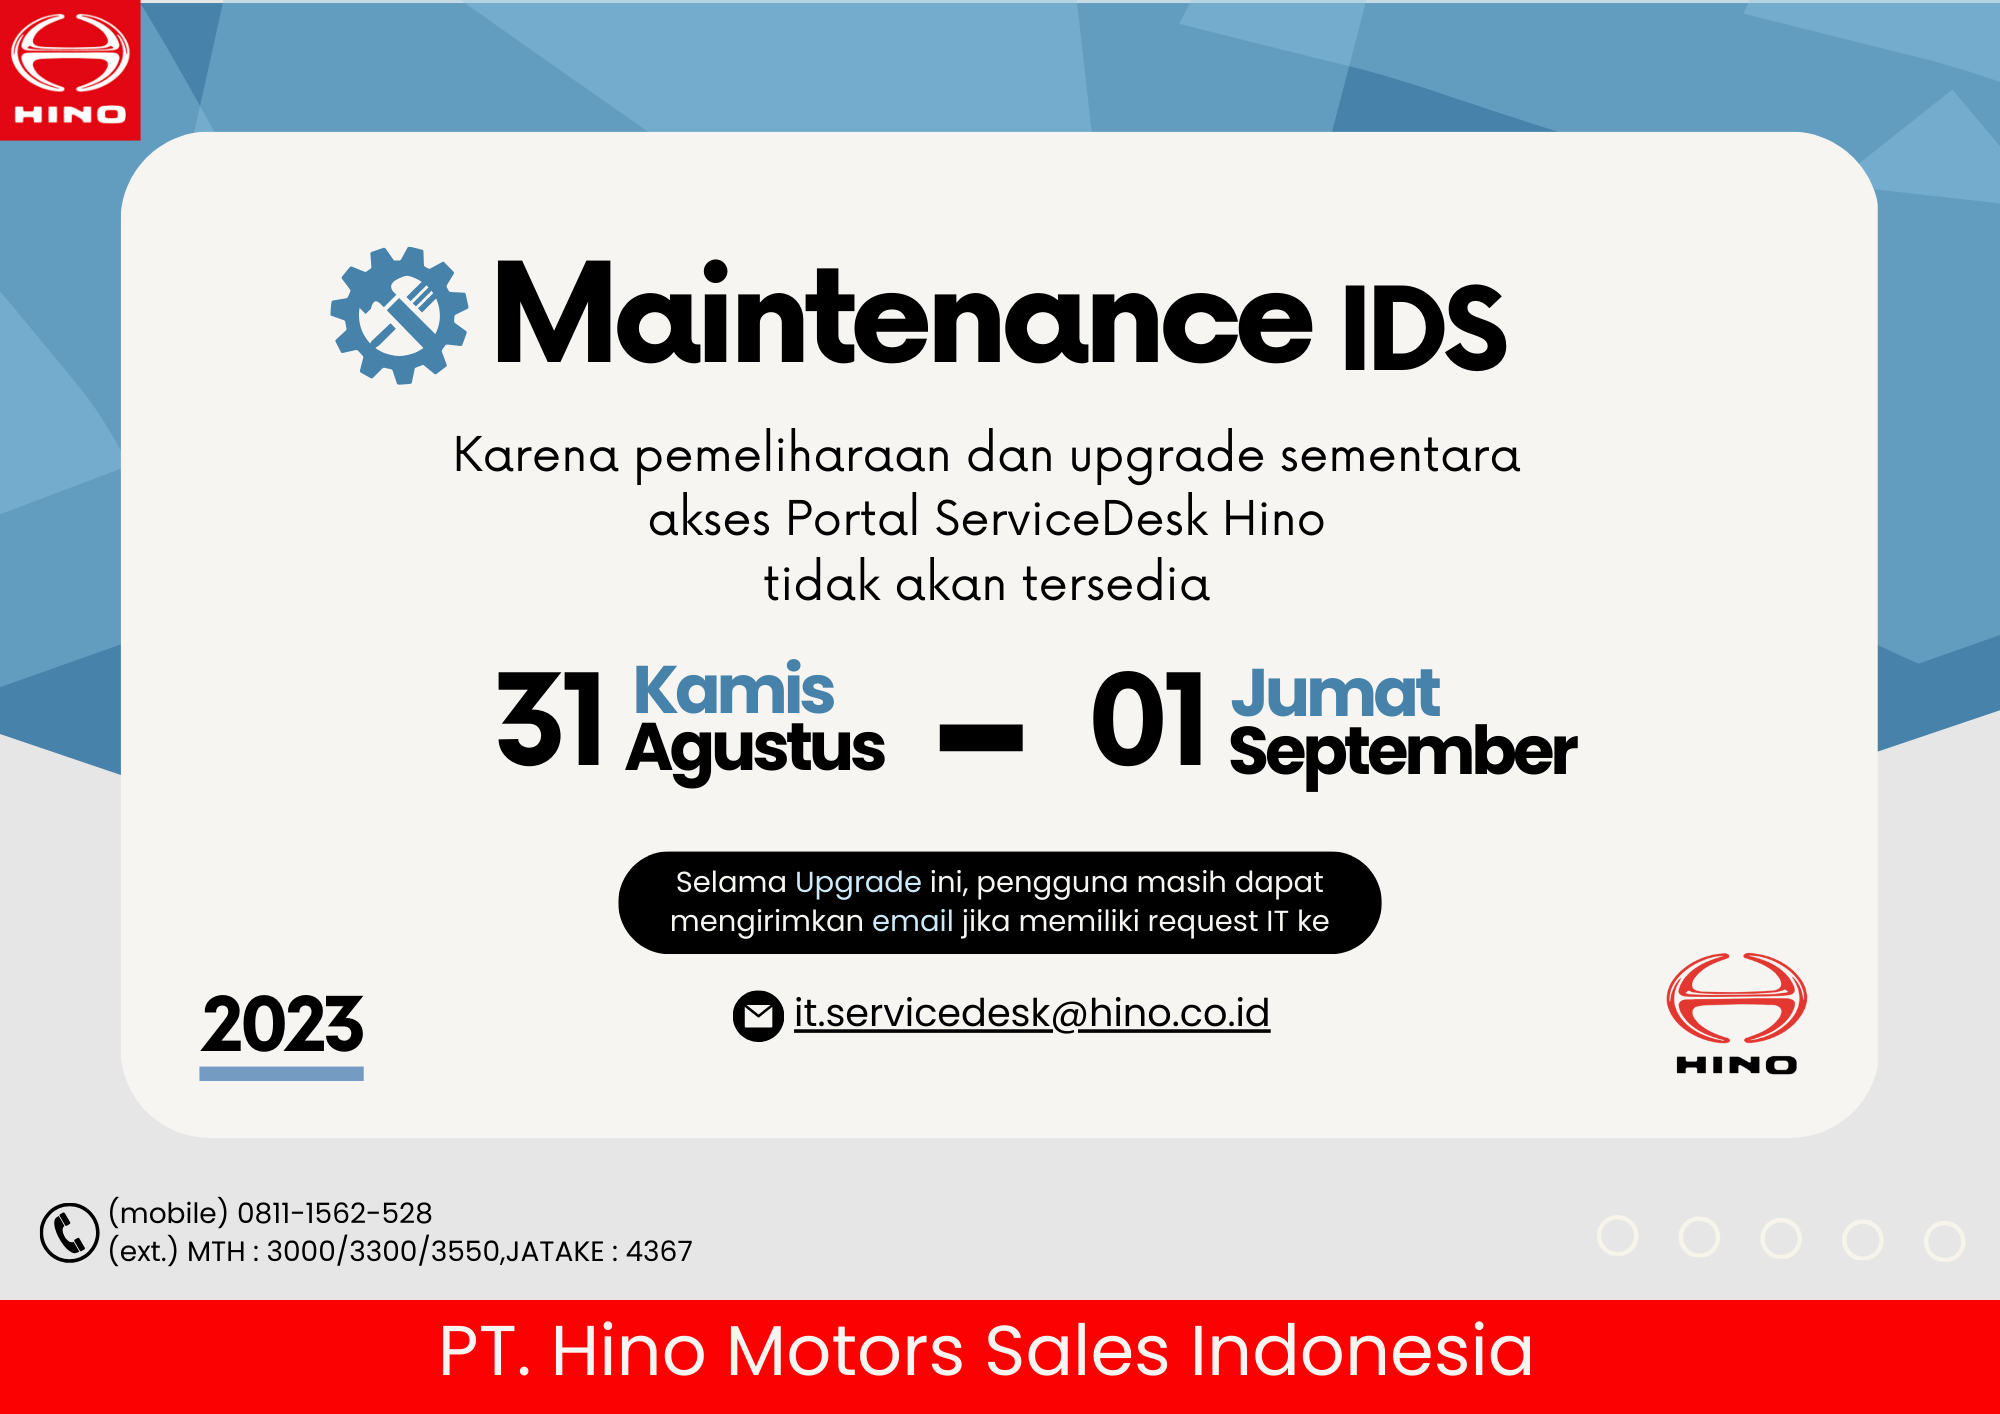 HINO
Maintenance IDS
Karena pemeliharaan dan upgrade sementara
akses Portal ServiceDesk Hino
tidak akan tersedia
31 Kamis Agustus - 01 Jumat September
Selama Upgrade ini, pengguna masih dapat
mengirimkan email jika memiliki request IT ke
it.servicedesk@hino.co.id
2023
HINO
(mobile) 0811-1562-528
(ext.) MTH : 3000/3300/3550,JATAKE : 4367
PT. Hino Motors Sales Indonesia